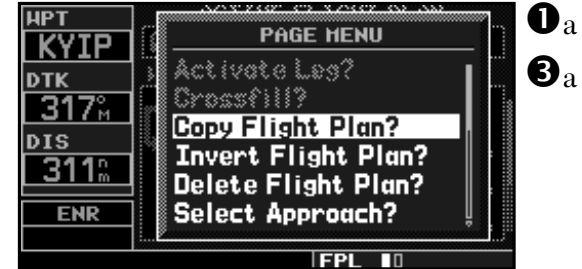 WPT
KYIP
DTK
317°M
DIS
311nm
ENR
PAGE MENU
Activate Leg?
Crossfill?
Copy Flight Plan?
Invert Flight Plan?
Delete Flight Plan?
Select Approach?
FPL
❶a
❸a